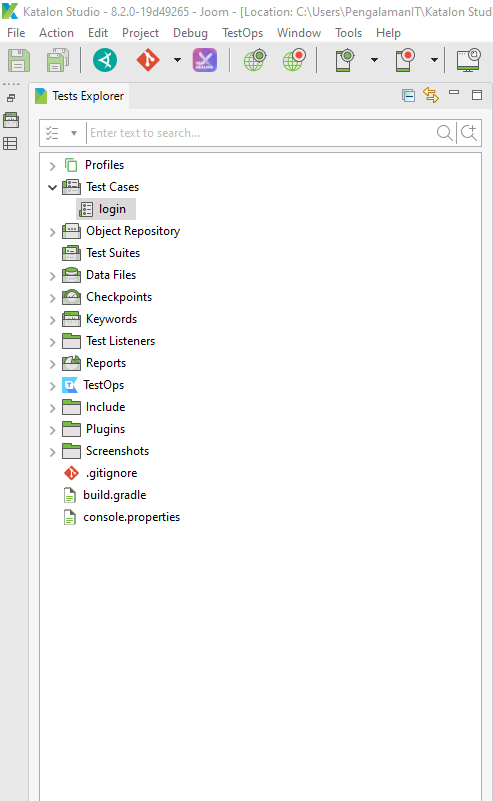 Katalon Studio - 8.2.0-19d49265 - Joom - [Location: C:\Users\PengalamanIT\Katalon Stud
File Action Edit Project Debug TestOps Window Tools Help
Tests Explorer
Enter text to search...
Profiles
Test Cases
login
Object Repository
Test Suites
Data Files
Checkpoints
Keywords
Test Listeners
Reports
TestOps
Include
Plugins
Screenshots
.gitignore
build.gradle
console.properties